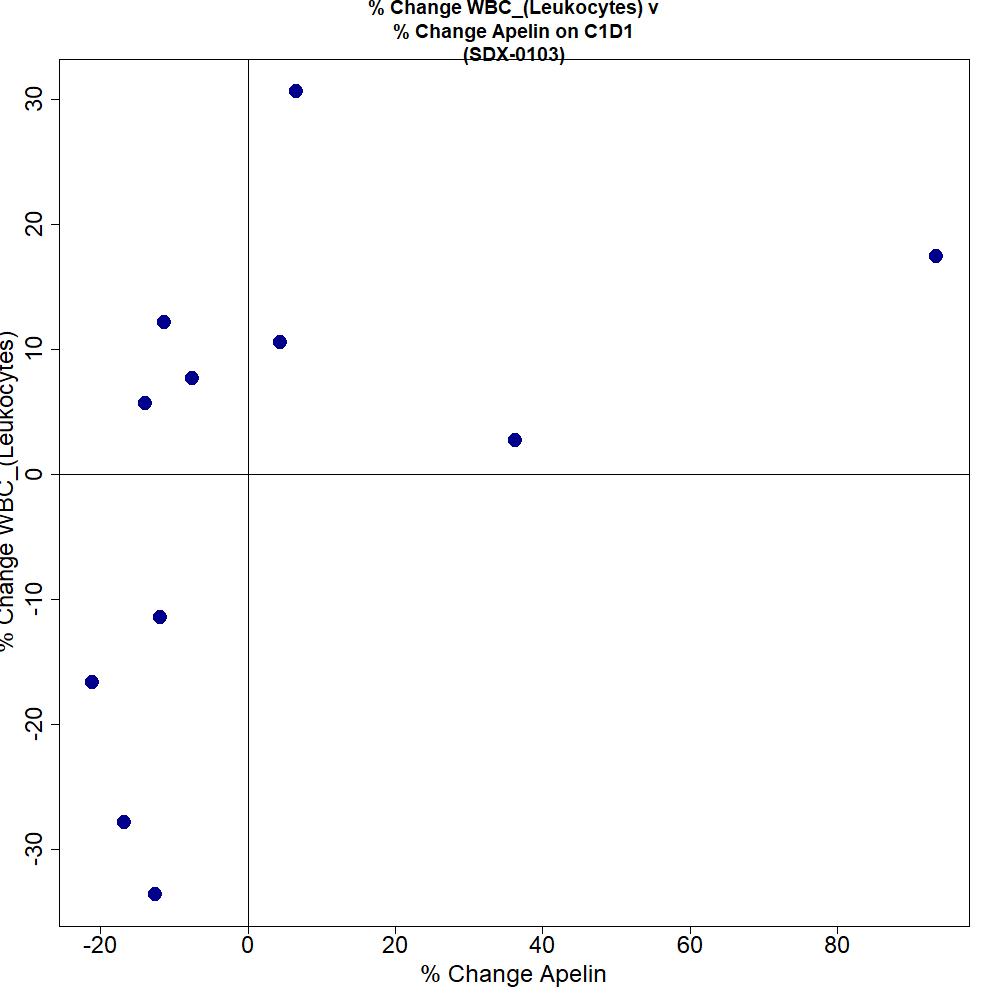 % Change WBC_(Leukocytes) v
% Change Apelin on C1D1
(SDX-0103)
% Change WBC_(Leukocytes)
30
20
10
0
-10
-20
-30
-20
0
20
40
60
80
% Change Apelin